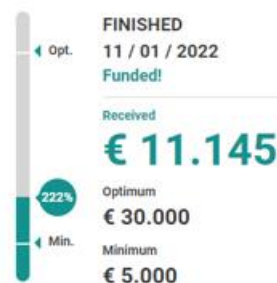 FINISHED
Opt.
11 / 01 / 2022
Funded!
Received
€ 11.145
222%
Optimum
€ 30.000
Min.
Minimum
€ 5.000